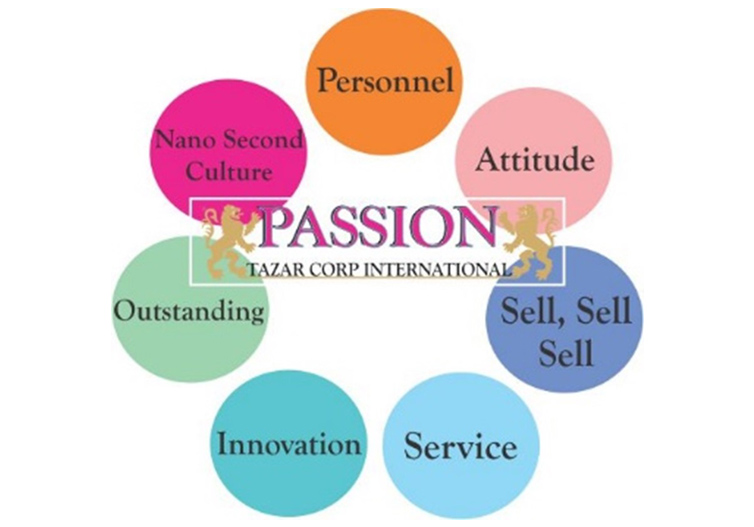 Personnel
Attitude
Sell, Sell
Sell
Service
Innovation
Outstanding
Nano Second
Culture
PASSION
TAZAR CORP INTERNATIONAL